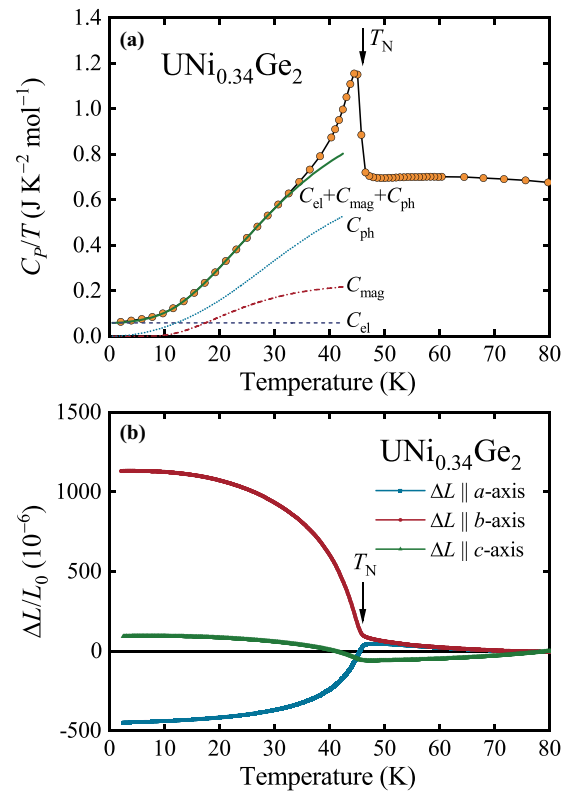 (a)
UNi0.34Ge2
TN
Cel+Cmag+Cph
Cph
Cmag
Cel
CP/T (J K−2 mol−1)
1.4
1.2
1.0
0.8
0.6
0.4
0.2
0.0
0 10 20 30 40 50 60 70 80
Temperature (K)
(b)
UNi0.34Ge2
ΔL ∥ a-axis
ΔL ∥ b-axis
ΔL ∥ c-axis
TN
ΔL/L0 (10−6)
1500
1000
500
0
-500
0 10 20 30 40 50 60 70 80
Temperature (K)